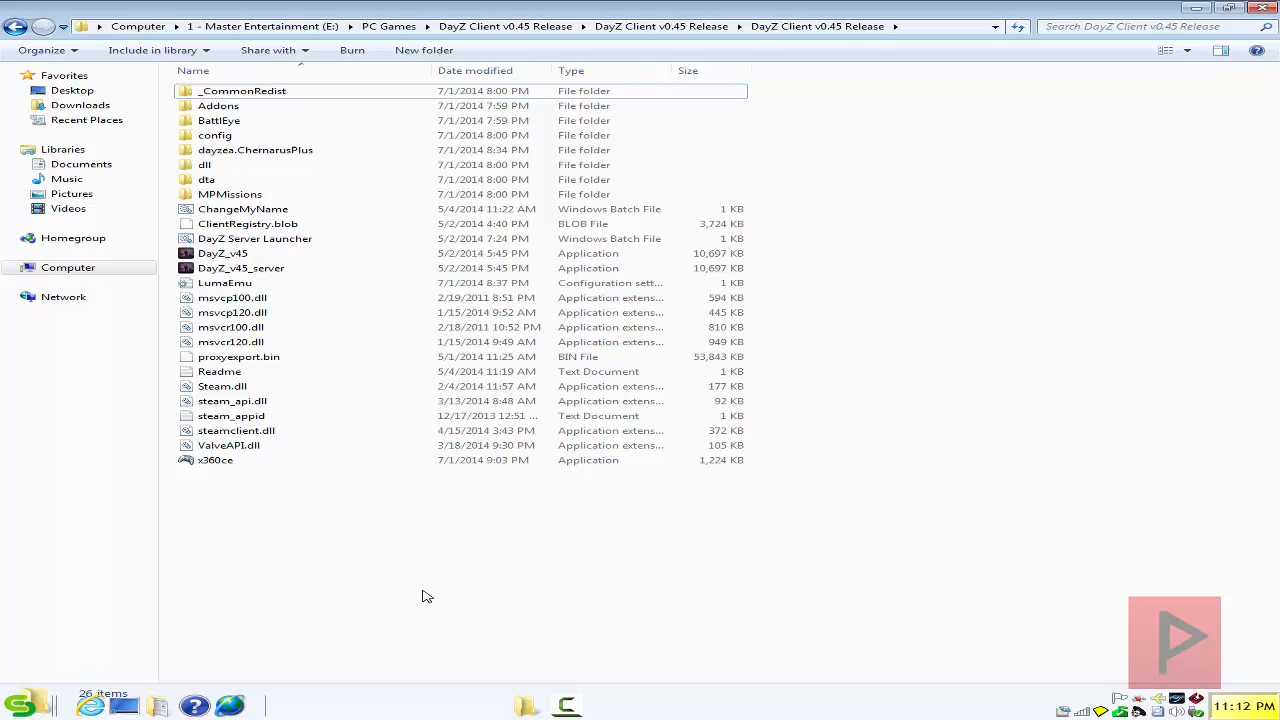 Computer 1 - Master Entertainment (E:) PC Games DayZ Client v0.45 Release DayZ Client v0.45 Release DayZ Client v0.45 Release Search DayZ Client v0.45 Release
Organize Include in library Share with Burn New folder
Name Date modified Type Size
Favorites
Desktop
Downloads
Recent Places
Libraries
Documents
Music
Pictures
Videos
Homegroup
Computer
Network
_CommonRedist 7/1/2014 8:00 PM File folder
Addons 7/1/2014 7:59 PM File folder
BattlEye 7/1/2014 7:59 PM File folder
config 7/1/2014 8:00 PM File folder
dayzea.ChernarusPlus 7/1/2014 8:34 PM File folder
dll 7/1/2014 8:00 PM File folder
dta 7/1/2014 8:00 PM File folder
MPMissions 7/1/2014 8:00 PM File folder
ChangeMyName 5/4/2014 11:22 AM Windows Batch File 1 KB
ClientRegistry.blob 5/2/2014 4:40 PM BLOB File 3,724 KB
DayZ Server Launcher 5/2/2014 7:24 PM Windows Batch File 1 KB
DayZ_v45 5/2/2014 5:45 PM Application 10,697 KB
DayZ_v45_server 5/2/2014 5:45 PM Application 10,697 KB
LumaEmu 7/1/2014 8:37 PM Configuration sett... 1 KB
msvcp100.dll 2/19/2011 8:51 PM Application extens... 594 KB
msvcp120.dll 1/15/2014 9:52 AM Application extens... 445 KB
msvcr100.dll 2/18/2011 10:52 PM Application extens... 810 KB
msvcr120.dll 1/15/2014 9:49 AM Application extens... 949 KB
proxyexport.bin 5/1/2014 11:25 AM BIN File 53,843 KB
Readme 5/4/2014 11:19 AM Text Document 1 KB
Steam.dll 2/4/2014 11:57 AM Application extens... 177 KB
steam_api.dll 3/13/2014 8:48 AM Application extens... 92 KB
steam_appid 12/17/2013 12:51 ... Text Document 1 KB
steamclient.dll 4/15/2014 3:43 PM Application extens... 372 KB
ValveAPI.dll 3/18/2014 9:30 PM Application extens... 105 KB
x360ce 7/1/2014 9:03 PM Application 1,224 KB
P
26 items
11:12 PM